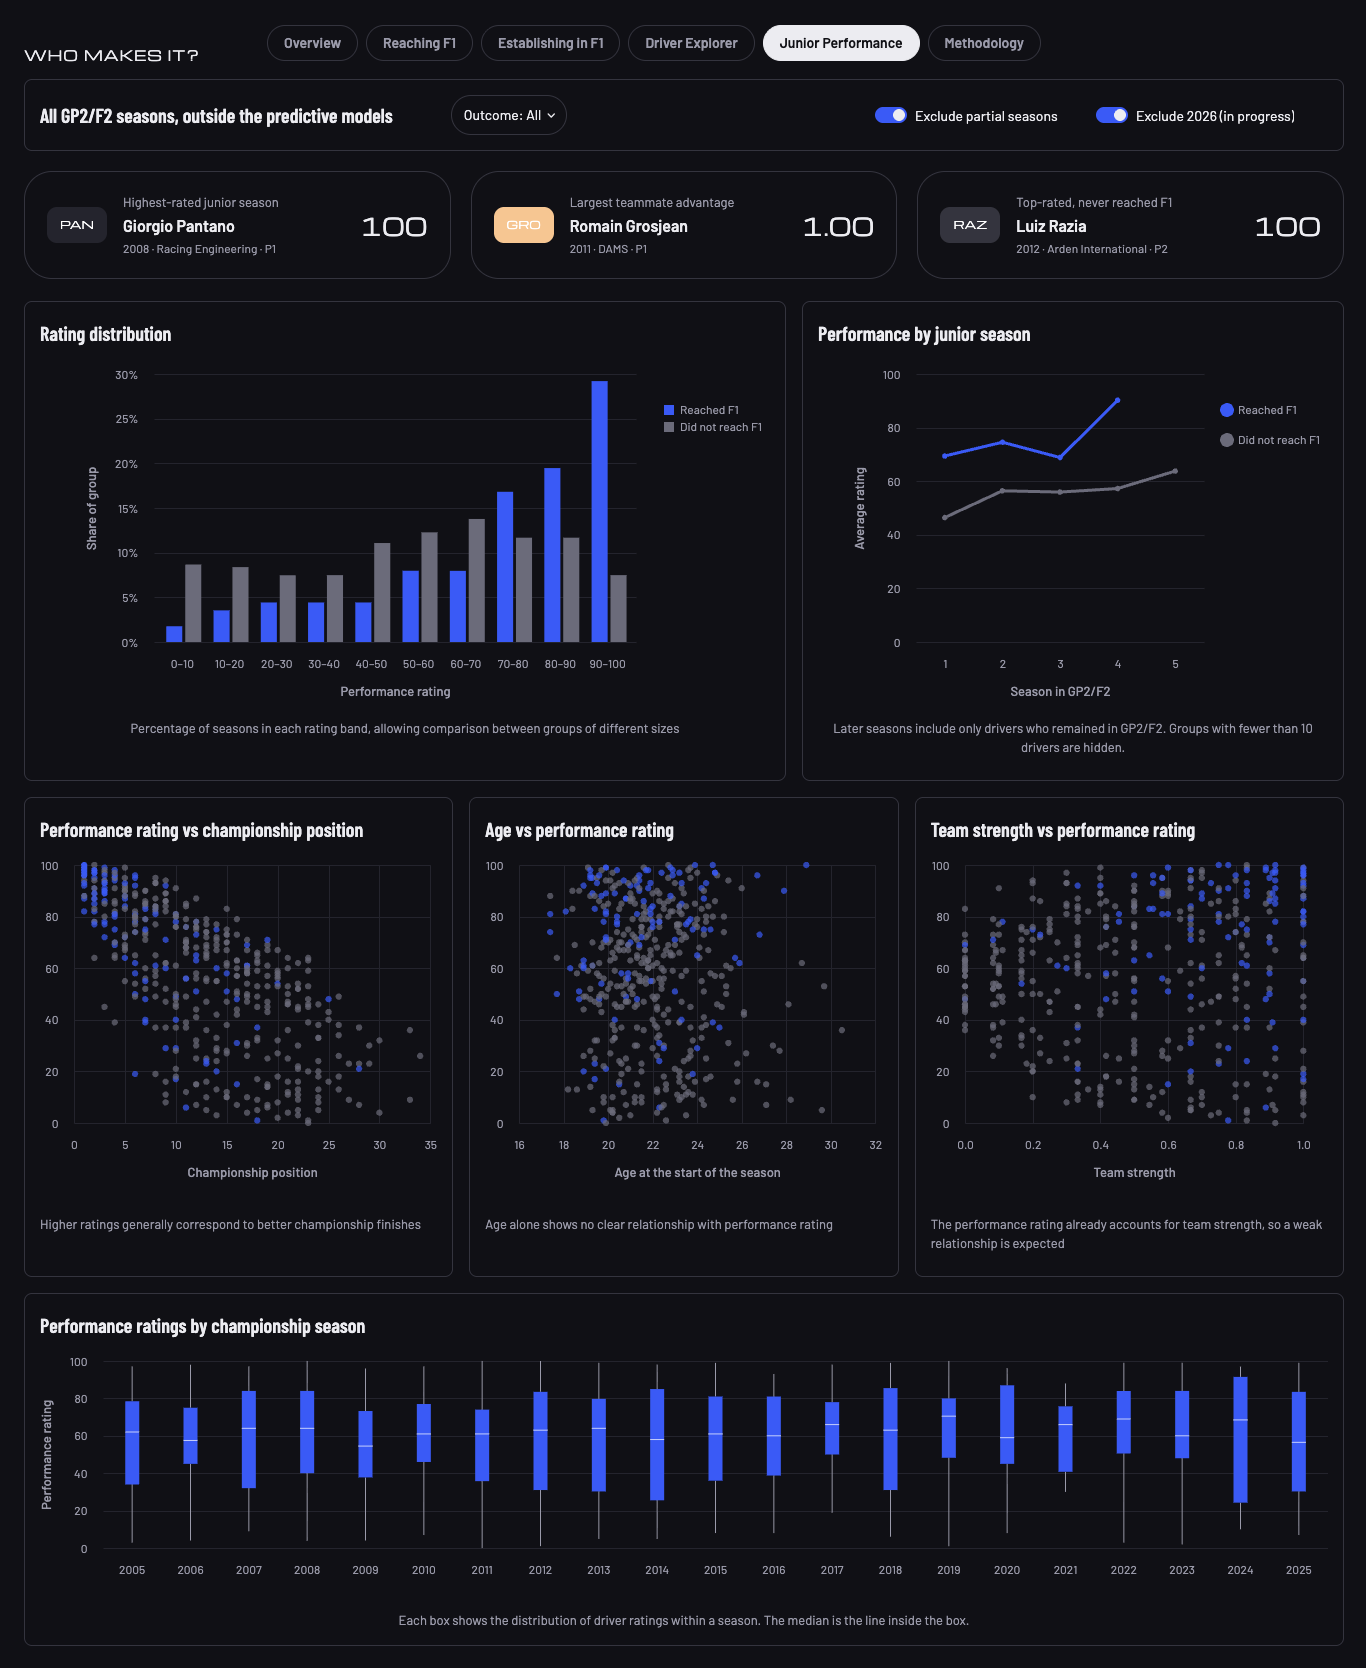 WHO MAKES IT?
Overview
Reaching F1
Establishing in F1
Driver Explorer
Junior Performance
Methodology
All GP2/F2 seasons, outside the predictive models
Outcome: All
Exclude partial seasons
Exclude 2026 (in progress)
PAN
Highest-rated junior season
Giorgio Pantano
2008 · Racing Engineering · P1
100
GRO
Largest teammate advantage
Romain Grosjean
2011 · DAMS · P1
1.00
RAZ
Top-rated, never reached F1
Luiz Razia
2012 · Arden International · P2
100
Rating distribution
30%
25%
20%
15%
10%
5%
0%
Share of group
0–10 10–20 20–30 30–40 40–50 50–60 60–70 70–80 80–90 90–100
Performance rating
Reached F1
Did not reach F1
Percentage of seasons in each rating band, allowing comparison between groups of different sizes
Performance by junior season
100
80
60
40
20
0
Average rating
1 2 3 4 5
Season in GP2/F2
Reached F1
Did not reach F1
Later seasons include only drivers who remained in GP2/F2. Groups with fewer than 10
drivers are hidden.
Performance rating vs championship position
100
80
60
40
20
0
0 5 10 15 20 25 30 35
Championship position
Higher ratings generally correspond to better championship finishes
Age vs performance rating
100
80
60
40
20
0
16 18 20 22 24 26 28 30 32
Age at the start of the season
Age alone shows no clear relationship with performance rating
Team strength vs performance rating
100
80
60
40
20
0
0.0 0.2 0.4 0.6 0.8 1.0
Team strength
The performance rating already accounts for team strength, so a weak
relationship is expected
Performance ratings by championship season
100
80
60
40
20
0
Performance rating
2005 2006 2007 2008 2009 2010 2011 2012 2013 2014 2015 2016 2017 2018 2019 2020 2021 2022 2023 2024 2025
Each box shows the distribution of driver ratings within a season. The median is the line inside the box.